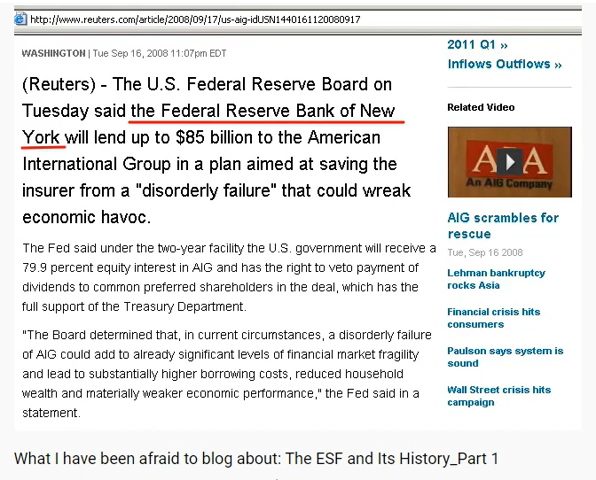 http://www.reuters.com/article/2008/09/17/us-aig-idUSN1440161120080917
WASHINGTON | Tue Sep 16, 2008 11:07pm EDT
(Reuters) - The U.S. Federal Reserve Board on
Tuesday said the Federal Reserve Bank of New
York will lend up to $85 billion to the American
International Group in a plan aimed at saving the
insurer from a "disorderly failure" that could wreak
economic havoc.
The Fed said under the two-year facility the U.S. government will receive a
79.9 percent equity interest in AIG and has the right to veto payment of
dividends to common preferred shareholders in the deal, which has the
full support of the Treasury Department.
"The Board determined that, in current circumstances, a disorderly failure
of AIG could add to already significant levels of financial market fragility
and lead to substantially higher borrowing costs, reduced household
wealth and materially weaker economic performance," the Fed said in a
statement.
2011 Q1 »
Inflows Outflows »
Related Video
An AIG Company
AIG scrambles for
rescue
Tue, Sep 16 2008
Lehman bankruptcy
rocks Asia
Financial crisis hits
consumers
Paulson says system is
sound
Wall Street crisis hits
campaign
What I have been afraid to blog about: The ESF and Its History_Part 1